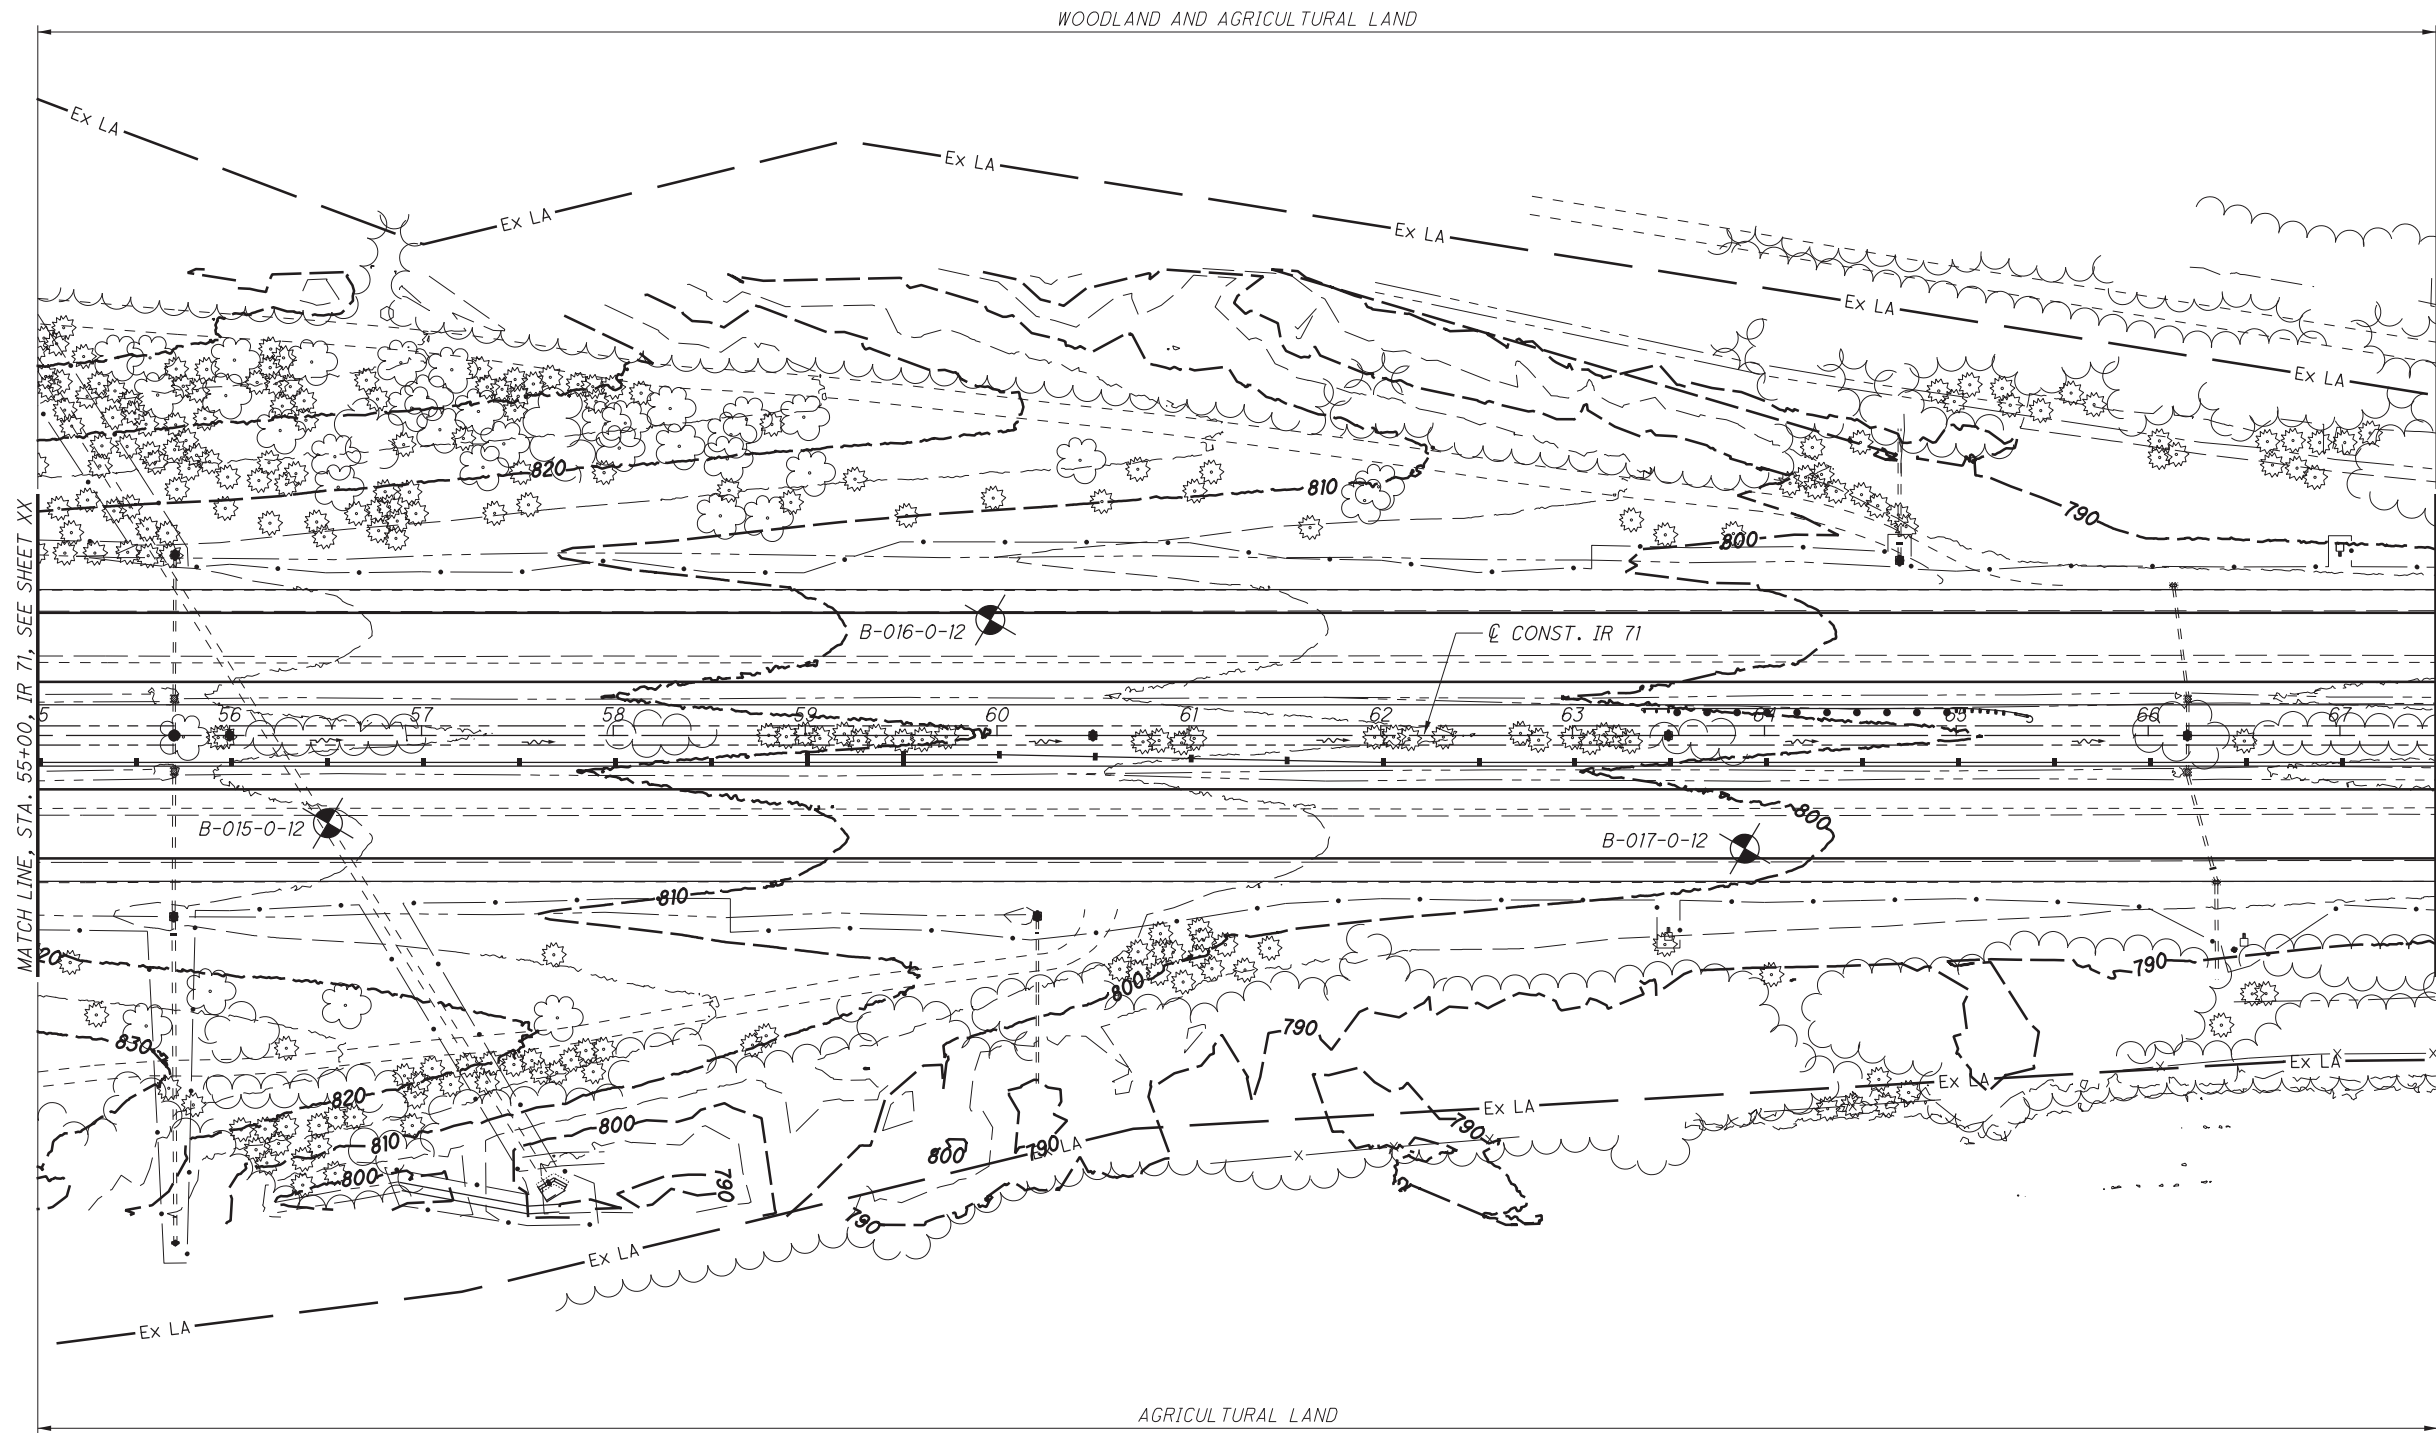 WOODLAND AND AGRICULTURAL LAND
Ex LA
Ex LA
Ex LA
Ex LA
Ex LA
Ex LA
820
810
800
790
MATCH LINE, STA. 55+00, IR 71, SEE SHEET XX
B-016-0-12
℄ CONST. IR 71
5 56 57 58 59 60 61 62 63 64 65 66 67
B-015-0-12
B-017-0-12
800
810
20
830
800
790
790
820
810
800
800
800
790
LA
790
790
790
Ex LA
Ex LA
Ex LA
Ex LA
Ex LA
AGRICULTURAL LAND